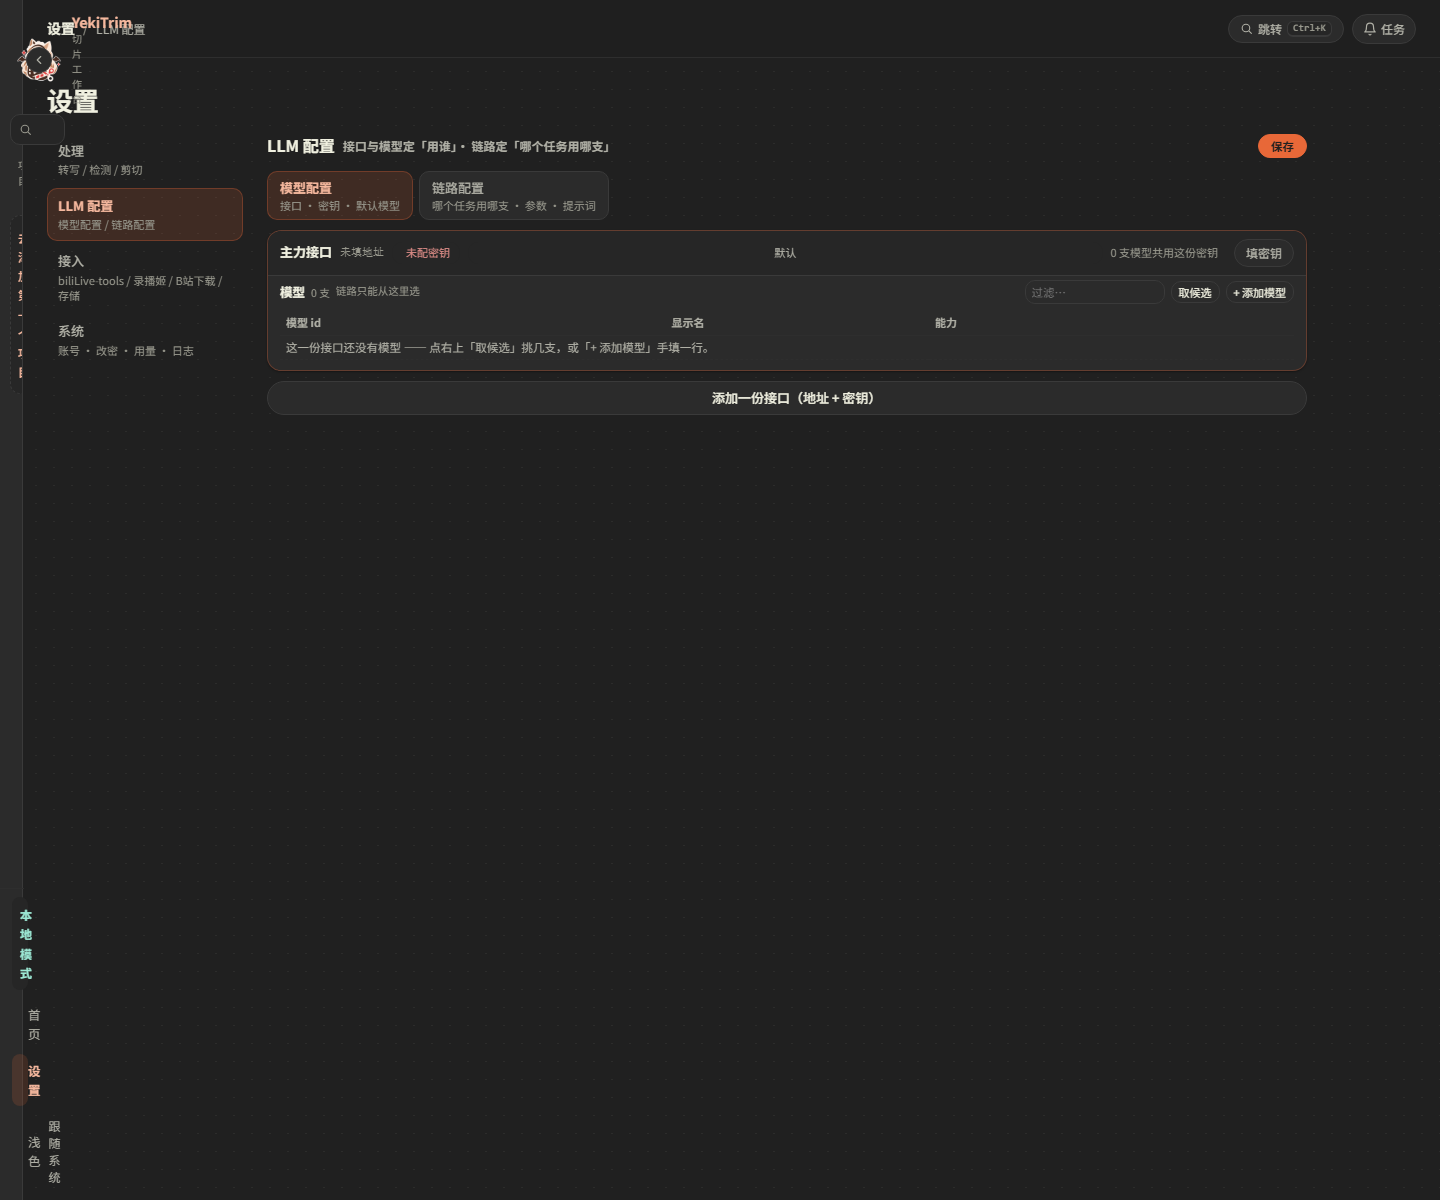 设置 / LLM 配置
YekiTrim
切
片
工
作
跳转 Ctrl+K
任务
设置
处理
转写 / 检测 / 剪切
LLM 配置
模型配置 / 链路配置
接入
biliLive-tools / 录播姬 / B站下载 /
存储
系统
账号 · 改密 · 用量 · 日志
LLM 配置 接口与模型定「用谁」· 链路定「哪个任务用哪支」
保存
模型配置
接口 · 密钥 · 默认模型
链路配置
哪个任务用哪支 · 参数 · 提示词
主力接口 未填地址 未配密钥 默认 0 支模型共用这份密钥 填密钥
模型 0 支 链路只能从这里选 过滤… 取候选 + 添加模型
模型 id 显示名 能力
这一份接口还没有模型 —— 点右上「取候选」挑几支，或「+ 添加模型」手填一行。
添加一份接口（地址 + 密钥）
本
地
模
式
首
页
设
置
浅
色
跟
随
系
统